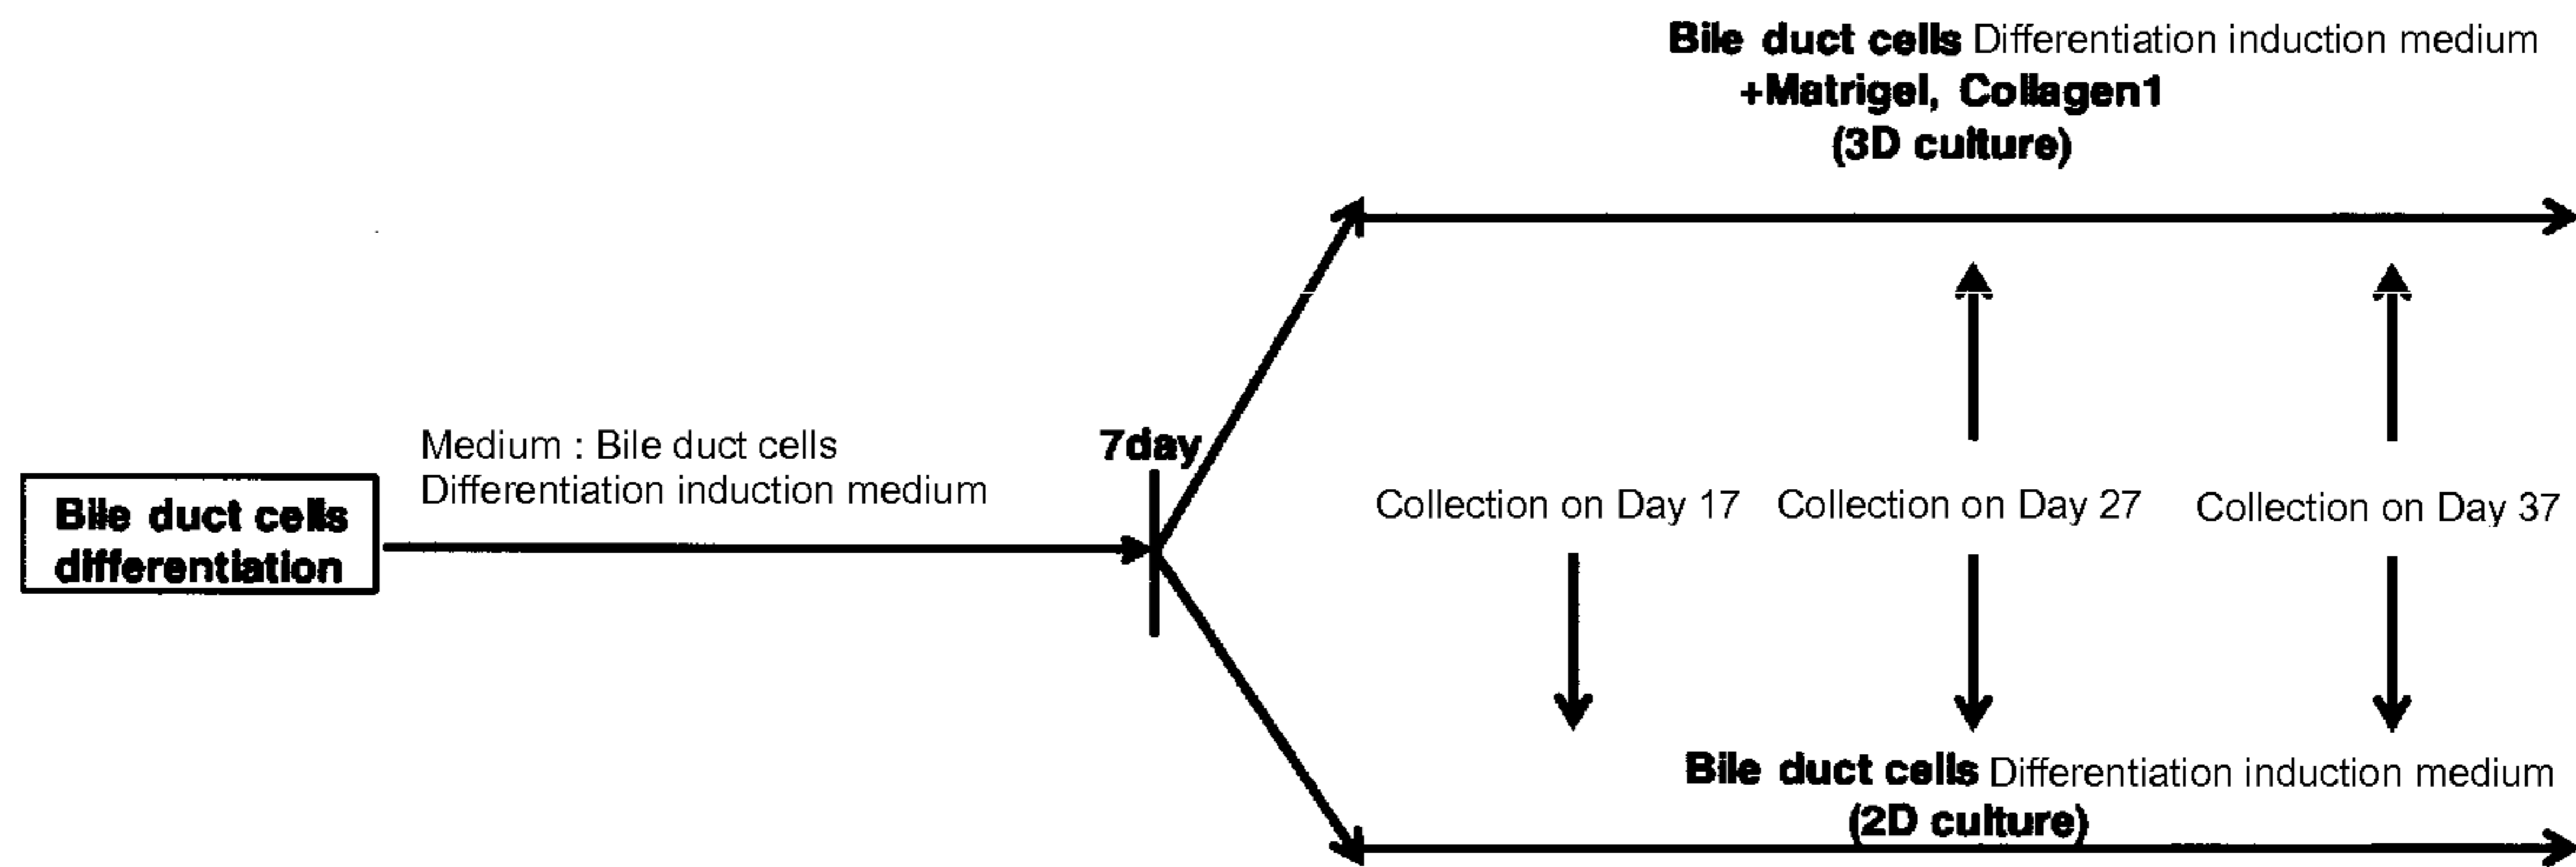 Bile duct cells Differentiation induction medium
+Matrigel, Collagen1
(3D culture)
Medium : Bile duct cells
Differentiation induction medium
7day
Bile duct cells
differentiation
Collection on Day 17
Collection on Day 27
Collection on Day 37
Bile duct cells Differentiation induction medium
(2D culture)